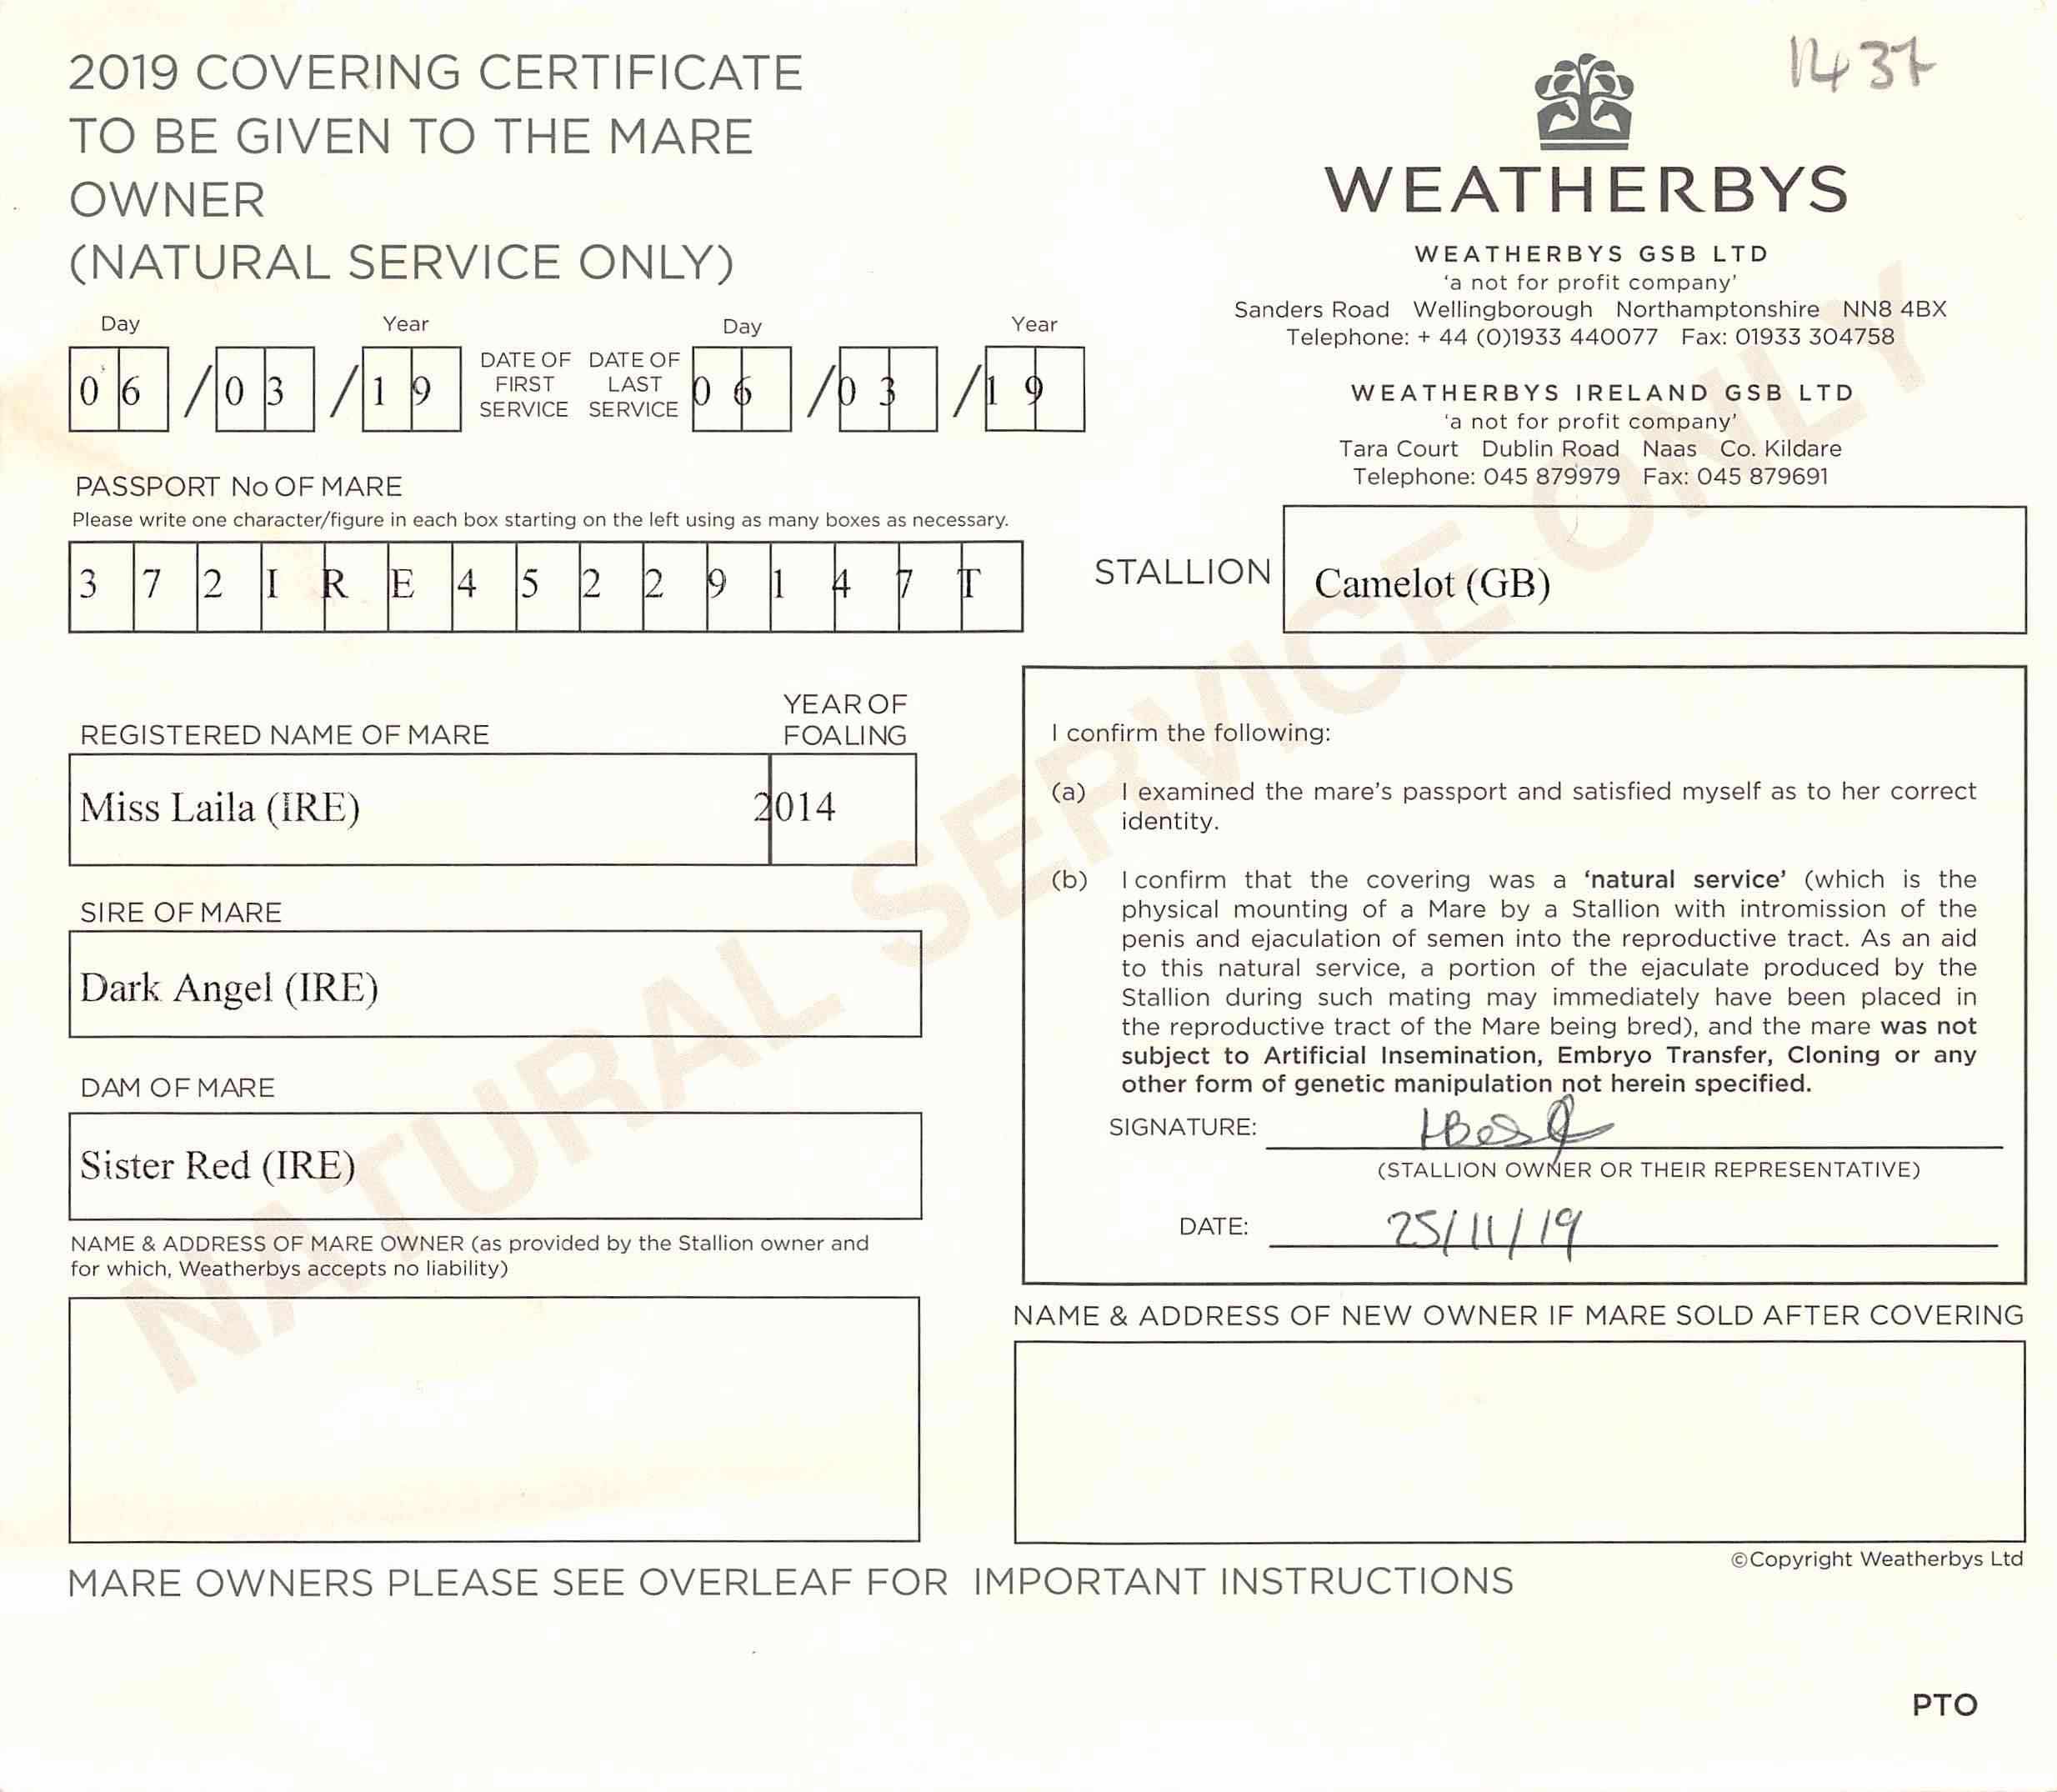 1437
2019 COVERING CERTIFICATE
TO BE GIVEN TO THE MARE
OWNER
(NATURAL SERVICE ONLY)
WEATHERBYS
WEATHERBYS GSB LTD
'a not for profit company'
Sanders Road Wellingborough Northamptonshire NN8 4BX
Telephone: + 44 (0)1933 440077 Fax: 01933 304758
WEATHERBYS IRELAND GSB LTD
'a not for profit company'
Tara Court Dublin Road Naas Co. Kildare
Telephone: 045 879979 Fax: 045 879691
Day Year Day Year
06/03/19 DATE OF FIRST SERVICE DATE OF LAST SERVICE 06/03/19
PASSPORT No OF MARE
Please write one character/figure in each box starting on the left using as many boxes as necessary.
372IRE45229147T
STALLION Camelot (GB)
REGISTERED NAME OF MARE YEAR OF FOALING
Miss Laila (IRE) 2014
SIRE OF MARE
Dark Angel (IRE)
DAM OF MARE
Sister Red (IRE)
NAME & ADDRESS OF MARE OWNER (as provided by the Stallion owner and
for which, Weatherbys accepts no liability)
I confirm the following:
(a) I examined the mare's passport and satisfied myself as to her correct
identity.
(b) I confirm that the covering was a 'natural service' (which is the
physical mounting of a Mare by a Stallion with intromission of the
penis and ejaculation of semen into the reproductive tract. As an aid
to this natural service, a portion of the ejaculate produced by the
Stallion during such mating may immediately have been placed in
the reproductive tract of the Mare being bred), and the mare was not
subject to Artificial Insemination, Embryo Transfer, Cloning or any
other form of genetic manipulation not herein specified.
SIGNATURE:
(STALLION OWNER OR THEIR REPRESENTATIVE)
DATE: 25/11/19
NAME & ADDRESS OF NEW OWNER IF MARE SOLD AFTER COVERING
©Copyright Weatherbys Ltd
MARE OWNERS PLEASE SEE OVERLEAF FOR IMPORTANT INSTRUCTIONS
PTO
NATURAL SERVICE ONLY